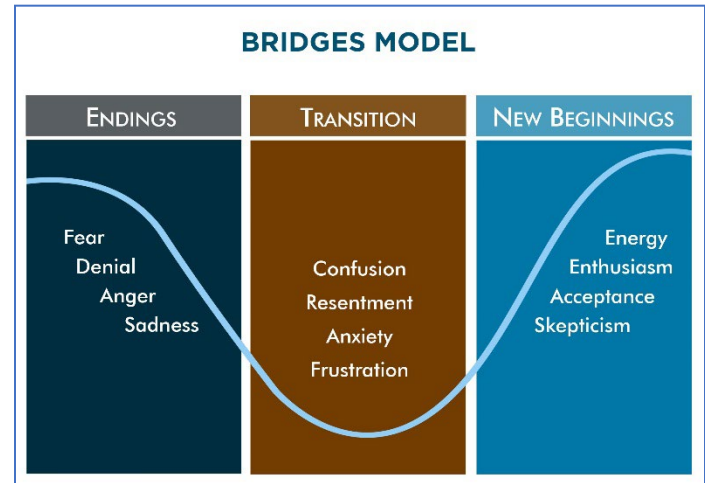 BRIDGES MODEL
ENDINGS
Fear
Denial
Anger
Sadness
TRANSITION
Confusion
Resentment
Anxiety
Frustration
NEW BEGINNINGS
Energy
Enthusiasm
Acceptance
Skepticism